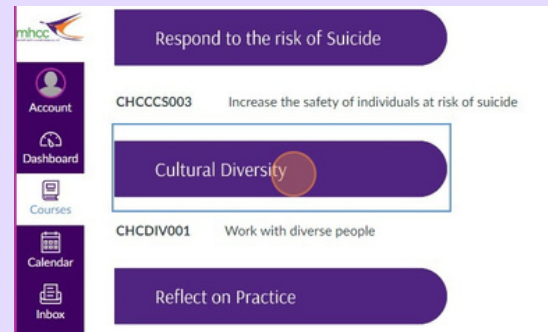 mhcc
Respond to the risk of Suicide
Account
CHCCCS003 Increase the safety of individuals at risk of suicide
Dashboard
Cultural Diversity
Courses
CHCDIV001 Work with diverse people
Calendar
Reflect on Practice
Inbox